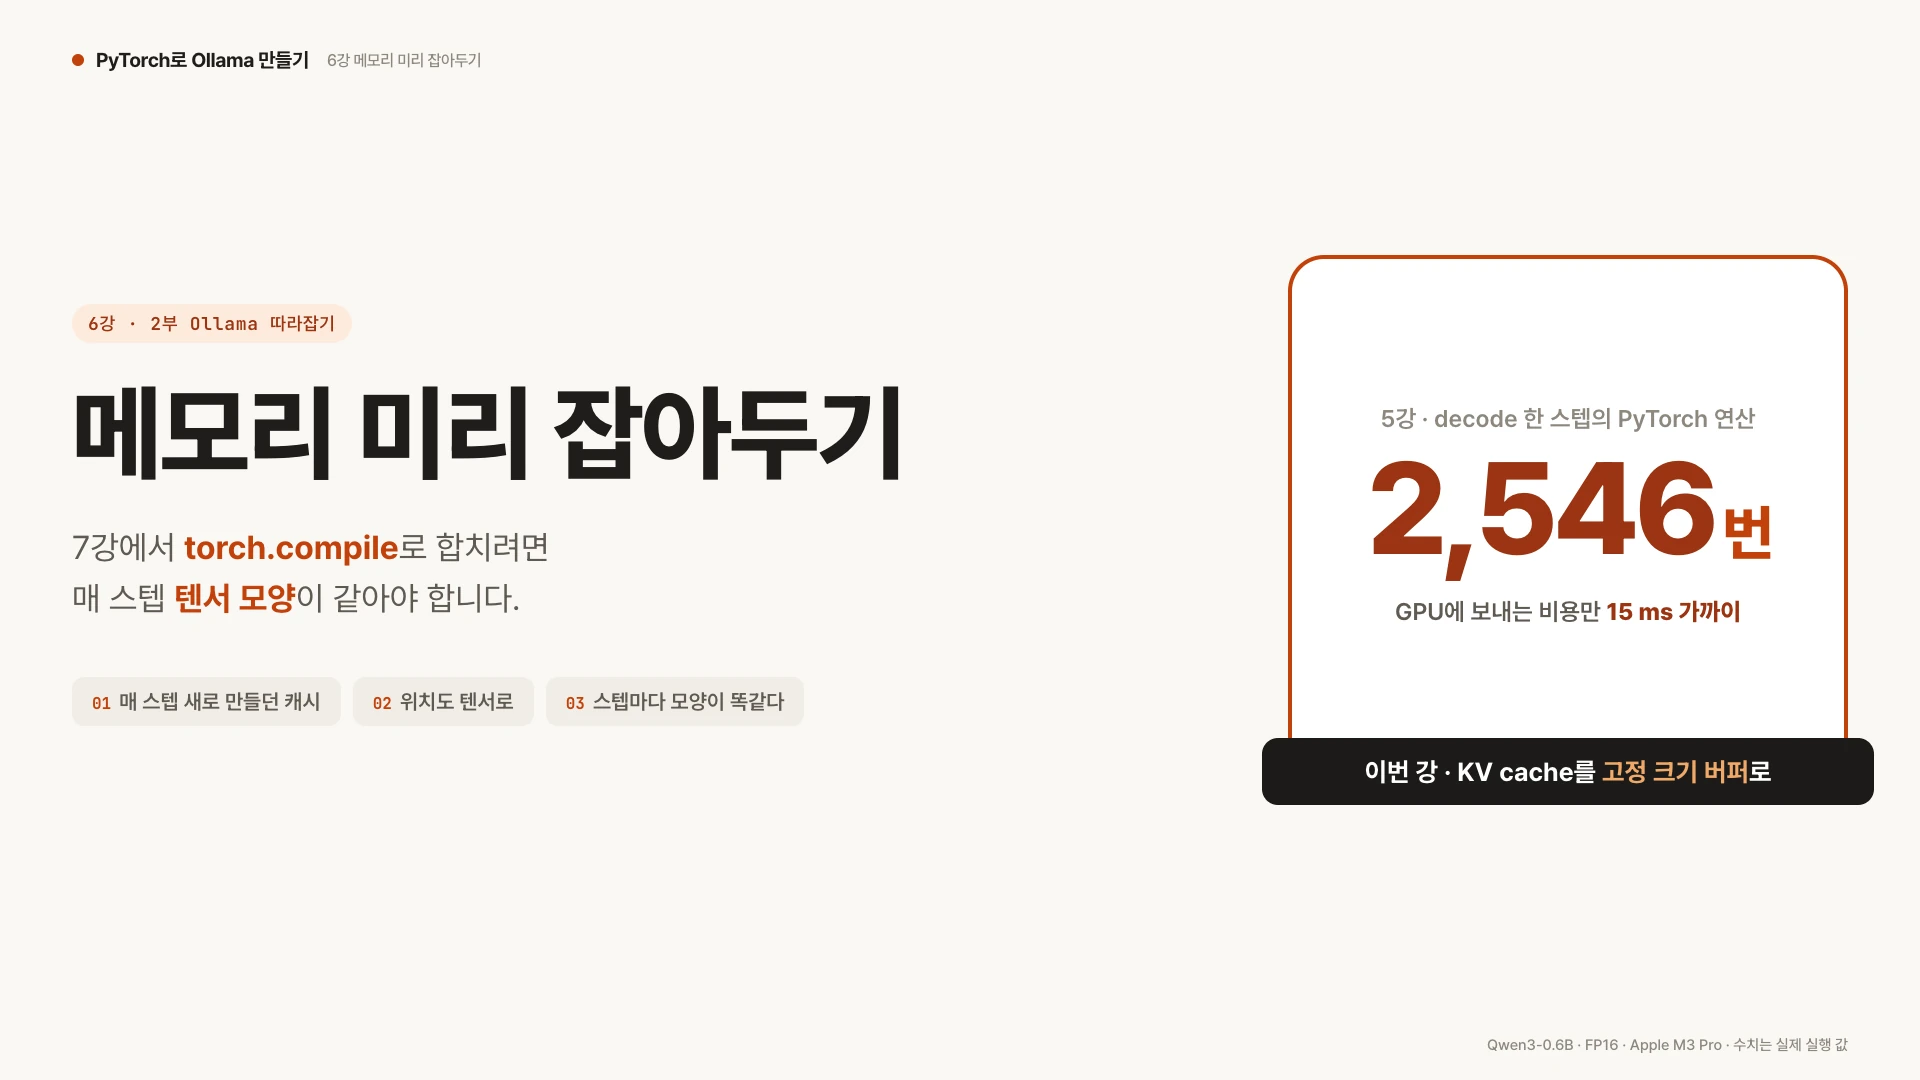 PyTorch로 Ollama 만들기 6강 메모리 미리 잡아두기
6강 · 2부 Ollama 따라잡기
메모리 미리 잡아두기
7강에서 torch.compile로 합치려면
매 스텝 텐서 모양이 같아야 합니다.
01 매 스텝 새로 만들던 캐시
02 위치도 텐서로
03 스텝마다 모양이 똑같다
5강 · decode 한 스텝의 PyTorch 연산
2,546번
GPU에 보내는 비용만 15 ms 가까이
이번 강 · KV cache를 고정 크기 버퍼로
Qwen3-0.6B · FP16 · Apple M3 Pro · 수치는 실제 실행 값